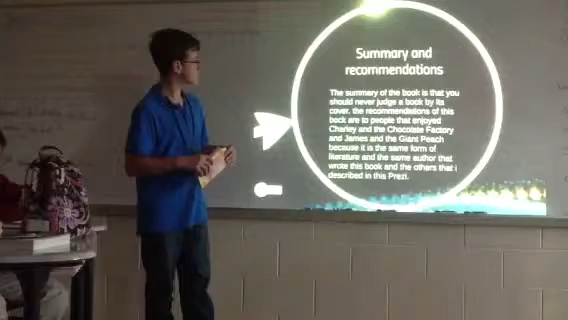 Summary and
recommendations
The summary of the book is that you
should never judge a book by its
cover. the recommendations of this
book are to people that enjoyed
Charley and the Chocolate Factory
and James and the Giant Peach
because it is the same form of
literature and the same author that
wrote this book and the others that i
described in this Prezi.